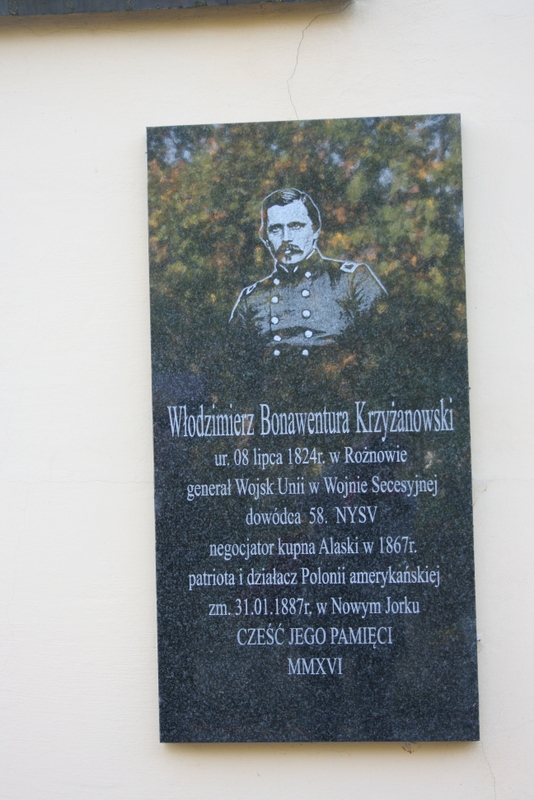 Włodzimierz Bonawentura Krzyżanowski
ur. 08 lipca 1824r. w Rożnowie
generał Wojsk Unii w Wojnie Secesyjnej
dowódca 58. NYSV
negocjator kupna Alaski w 1867r.
patriota i działacz Polonii amerykańskiej
zm. 31.01.1887r, w Nowym Jorku
CZEŚĆ JEGO PAMIĘCI
MMXVI